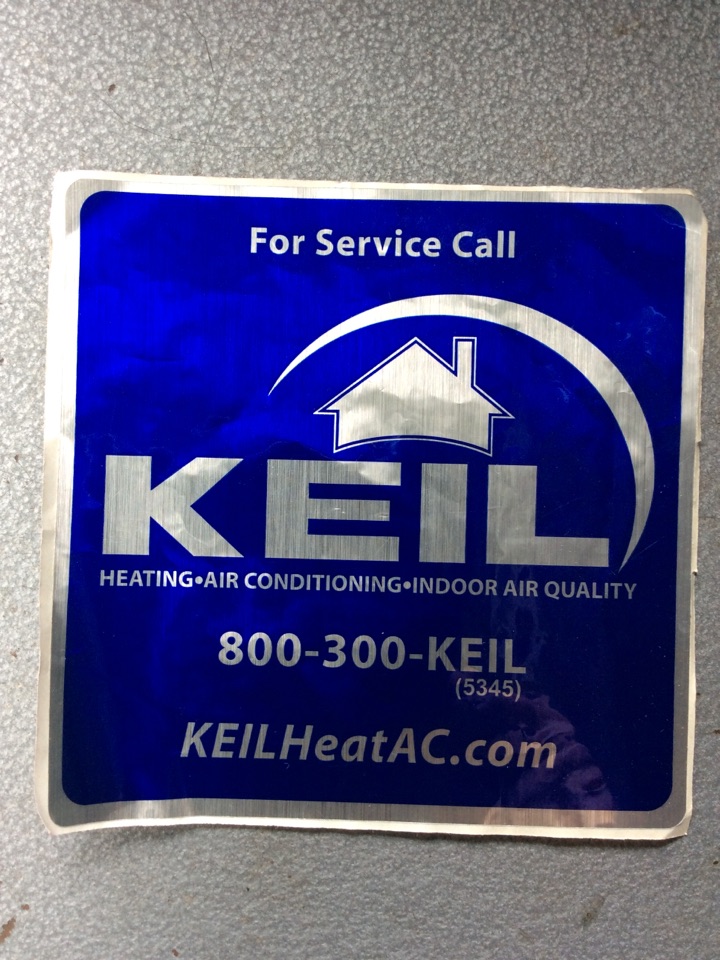 For Service Call
KEIL
HEATING•AIR CONDITIONING•INDOOR AIR QUALITY
800-300-KEIL
(5345)
KEILHeatAC.com